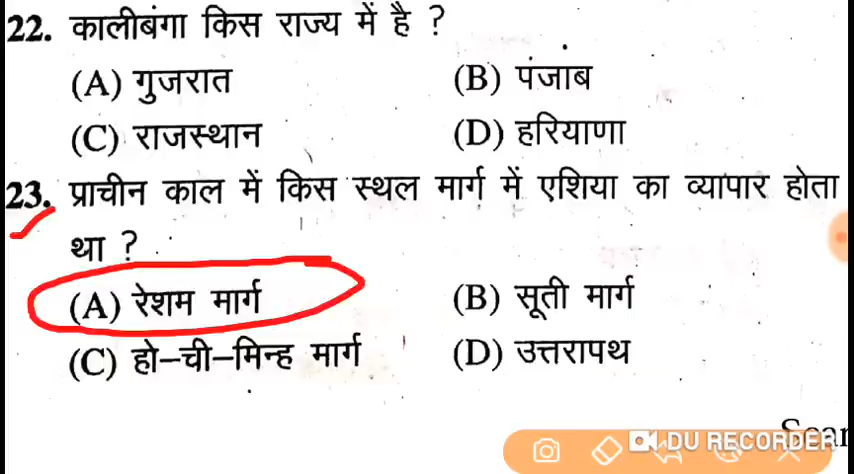 22. कालीबंगा किस राज्य में है ?
(A) गुजरात (B) पंजाब
(C) राजस्थान (D) हरियाणा
23. प्राचीन काल में किस स्थल मार्ग में एशिया का व्यापार होता
था ?
(A) रेशम मार्ग (B) सूती मार्ग
(C) हो-ची-मिन्ह मार्ग (D) उत्तरापथ
DU RECORDER